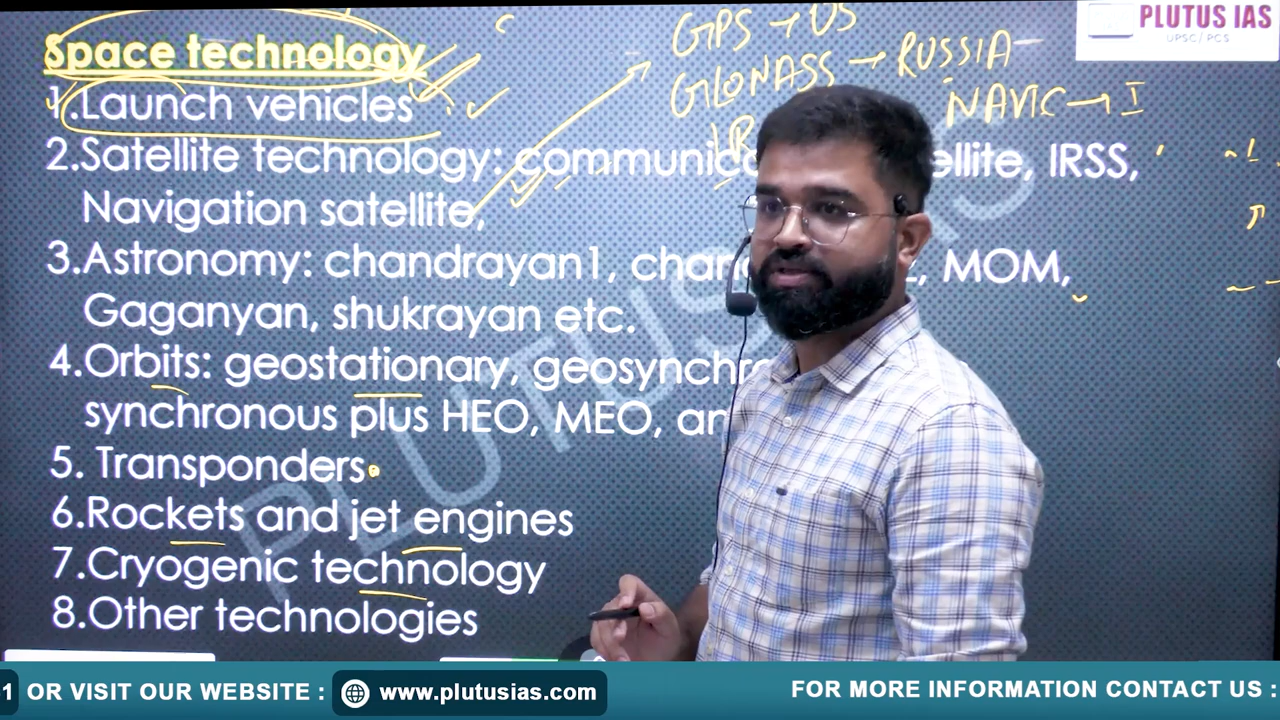 PLUTUS IAS
UPSC/PCS
GPS → US
GLONASS → RUSSIA
NAVIC → I
Space technology
1.Launch vehicles
2.Satellite technology: ellite, IRSS,
Navigation satellite,
3.Astronomy: chandrayan1, MOM,
Gaganyan, shukrayan etc.
4.Orbits: geostationary,
synchronous plus HEO, MEO,
5. Transponders
6.Rockets and jet engines
7.Cryogenic technology
8.Other technologies
PLUTUS IAS
1 OR VISIT OUR WEBSITE : www.plutusias.com FOR MORE INFORMATION CONTACT US :